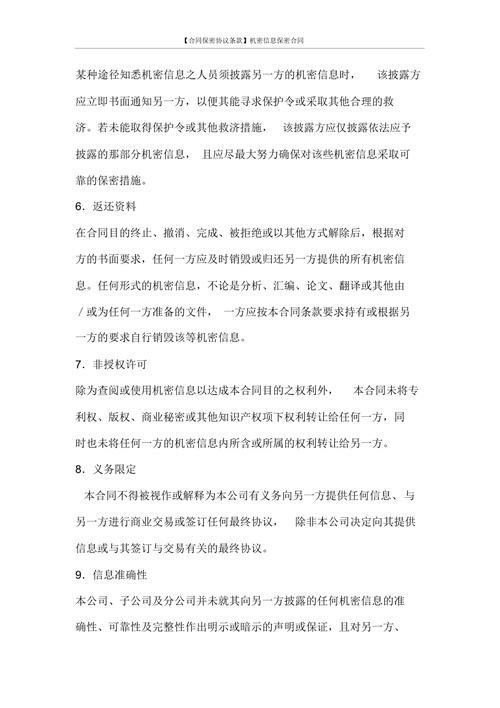 【合同保密协议条款】机密信息保密合同
某种途径知悉机密信息之人员须披露另一方的机密信息时， 该披露方
应立即书面通知另一方，以便其能寻求保护令或采取其他合理的救
济。若未能取得保护令或其他救济措施， 该披露方应仅披露依法应予
披露的那部分机密信息， 且应尽最大努力确保对该些机密信息采取可
靠的保密措施。
6．返还资料
在合同目的终止、撤消、完成、被拒绝或以其他方式解除后，根据对
方的书面要求，任何一方应及时销毁或归还另一方提供的所有机密信
息。任何形式的机密信息，不论是分析、汇编、论文、翻译或其他由
／或为任何一方准备的文件， 一方应按本合同条款要求持有或根据另
一方的要求自行销毁该等机密信息。
7．非授权许可
除为查阅或使用机密信息以达成本合同目的之权利外， 本合同未将专
利权、版权、商业秘密或其他知识产权项下权利转让给任何一方，同
时也未将任何一方的机密信息内所含或所属的权利转让给另一方。
8．义务限定
本合同不得被视作或解释为本公司有义务向另一方提供任何信息、与
另一方进行商业交易或签订任何最终协议， 除非本公司决定向其提供
信息或与其签订与交易有关的最终协议。
9．信息准确性
本公司、子公司及分公司并未就其向另一方披露的任何机密信息的准
确性、可靠性及完整性作出明示或暗示的声明或保证，且对另一方、